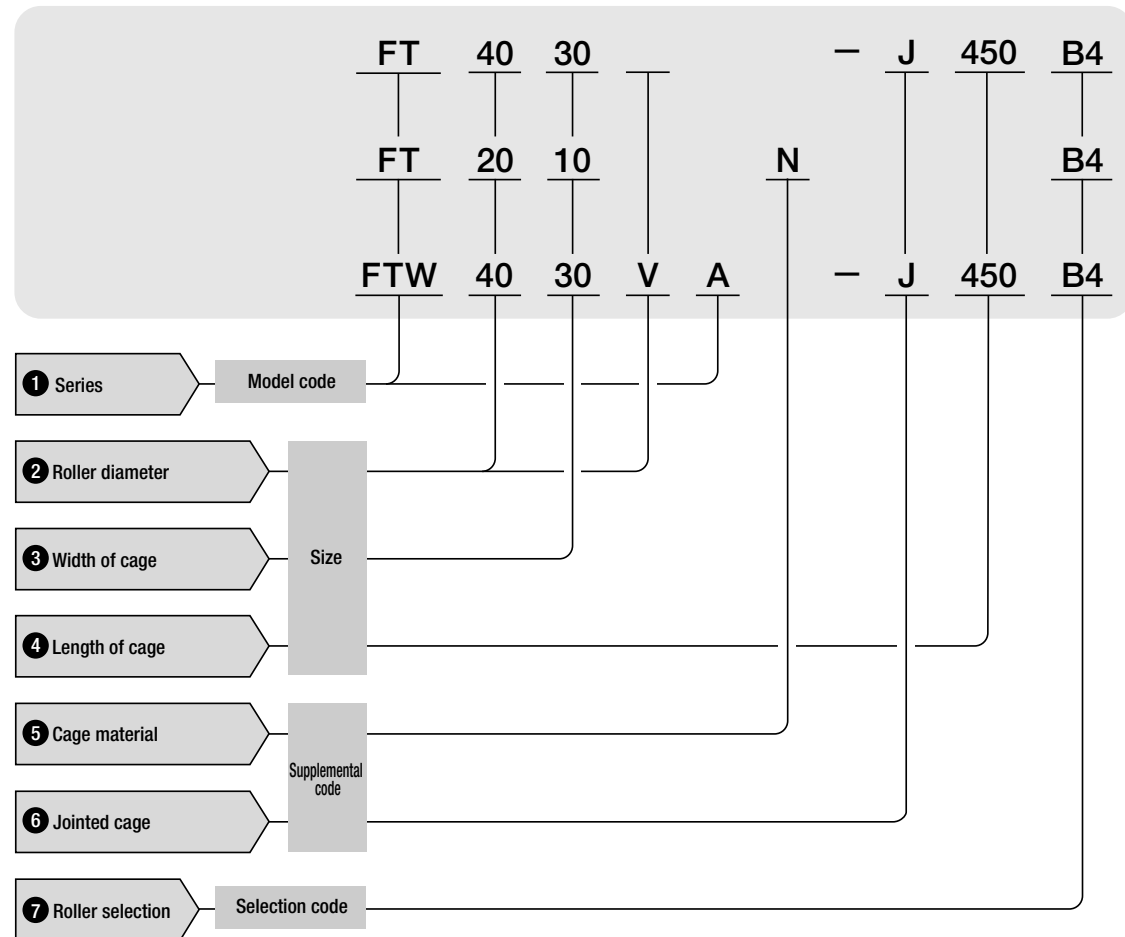 FT 40 30 – J 450 B4
FT 20 10 N B4
FTW 40 30 V A – J 450 B4
1 Series Model code
2 Roller diameter
3 Width of cage Size
4 Length of cage
5 Cage material
Supplemental
code
6 Jointed cage
7 Roller selection Selection code